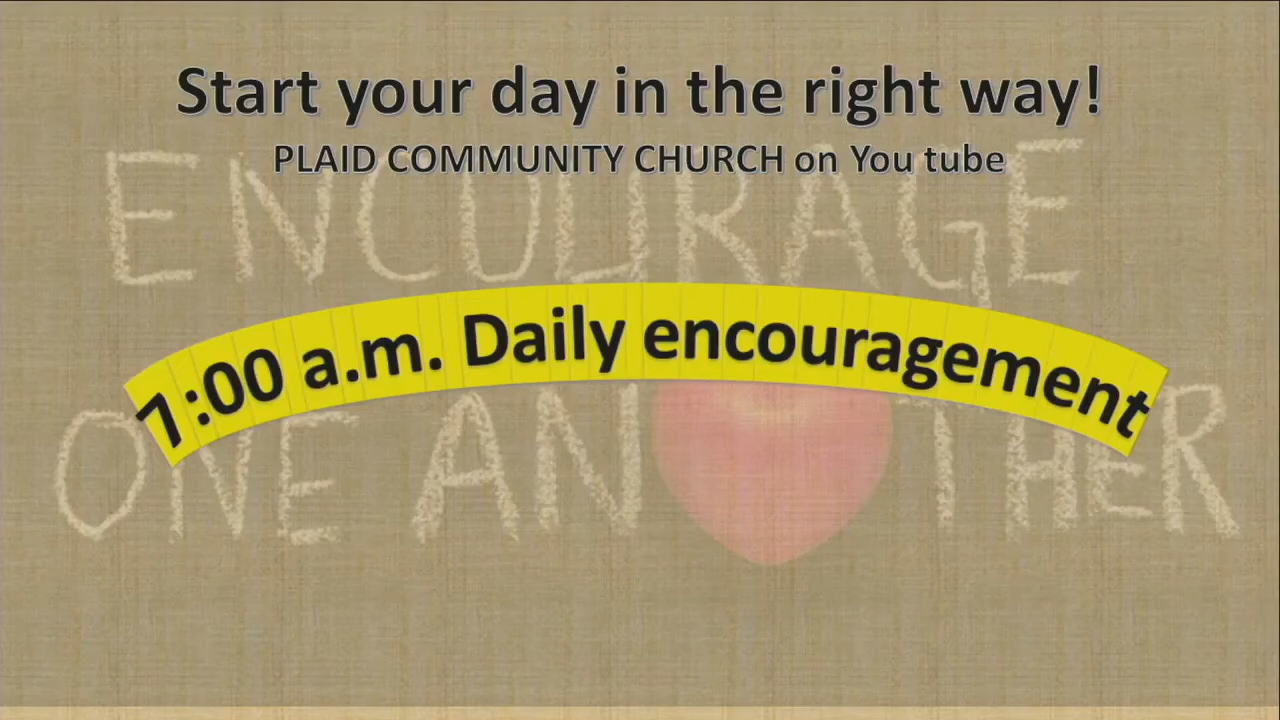 Start your day in the right way!
PLAID COMMUNITY CHURCH on You tube
ENCOURAGE
7:00 a.m. Daily encouragement
ONE AN THER